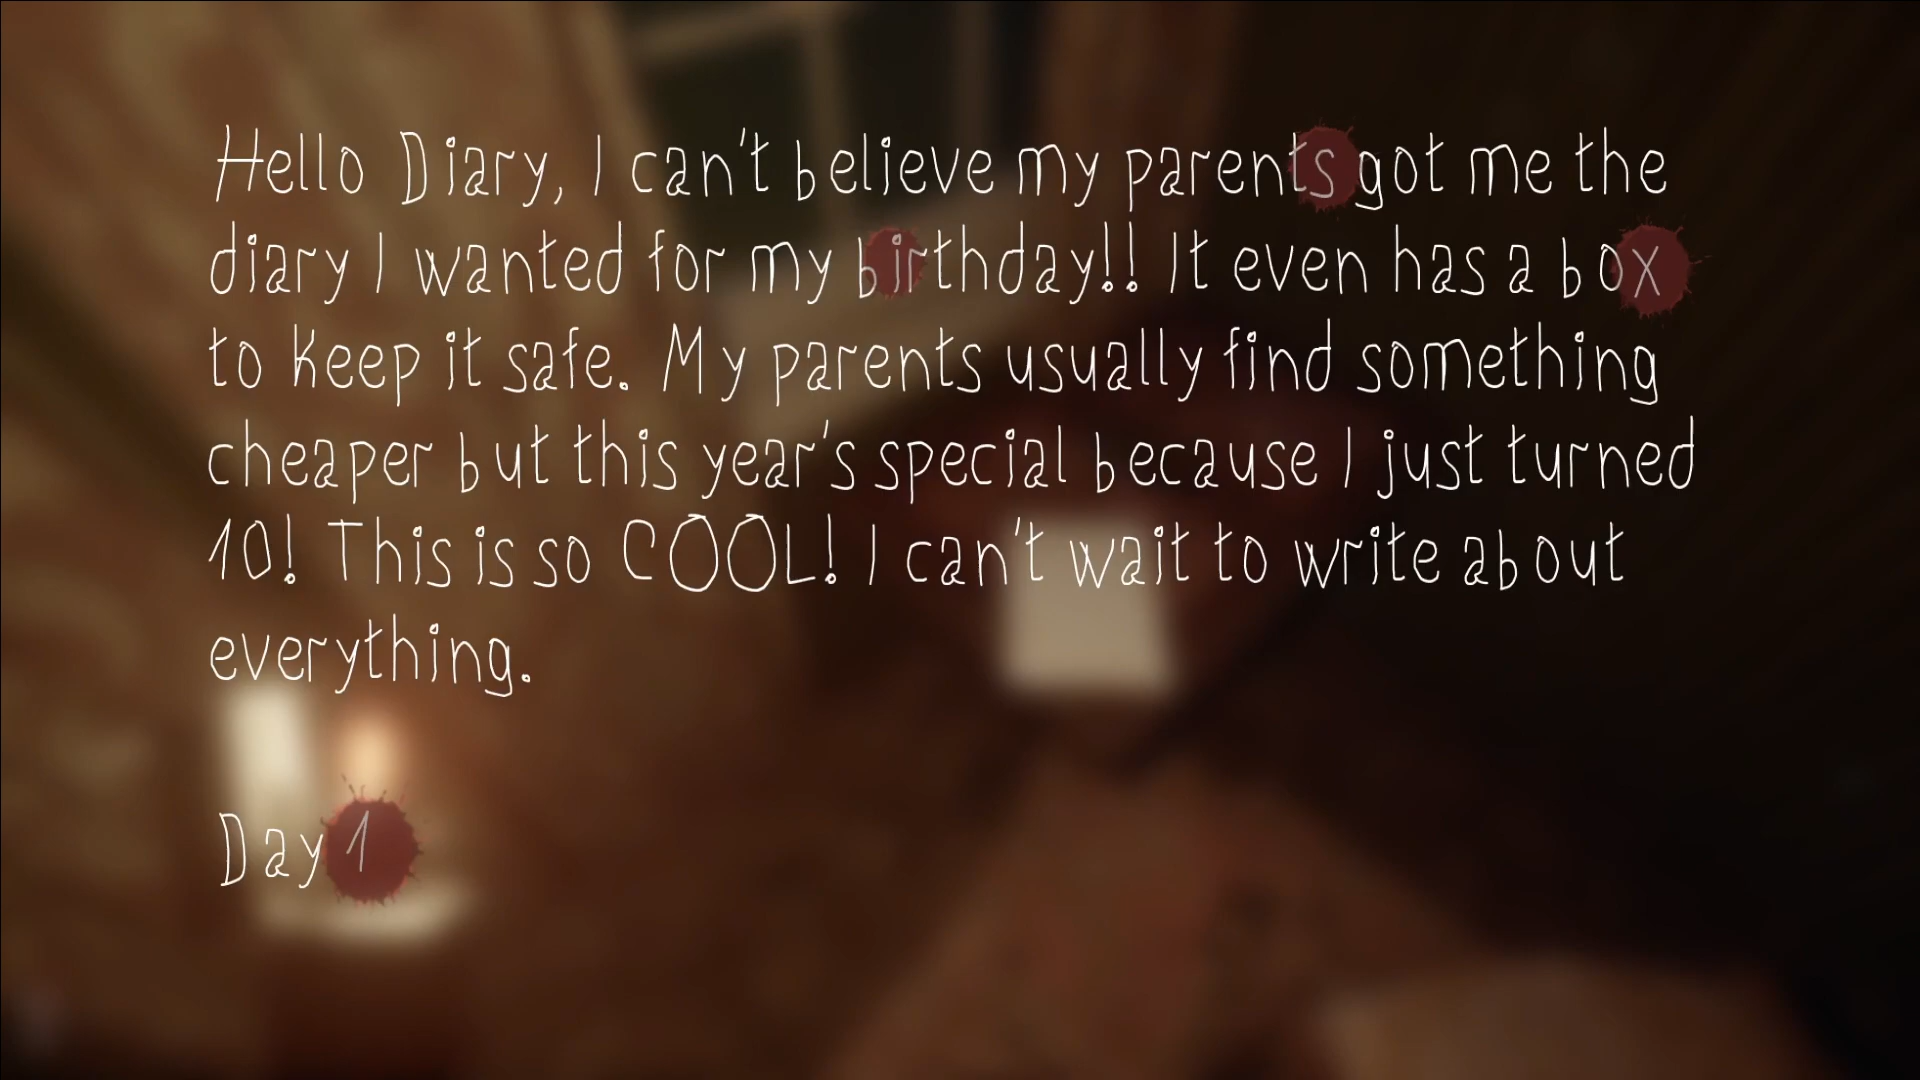 Hello Diary, I can't believe my parents got me the
diary I wanted for my birthday!! It even has a box
to keep it safe. My parents usually find something
cheaper but this year's special because I just turned
10! This is so COOL! I can't wait to write about
everything.
Day 1